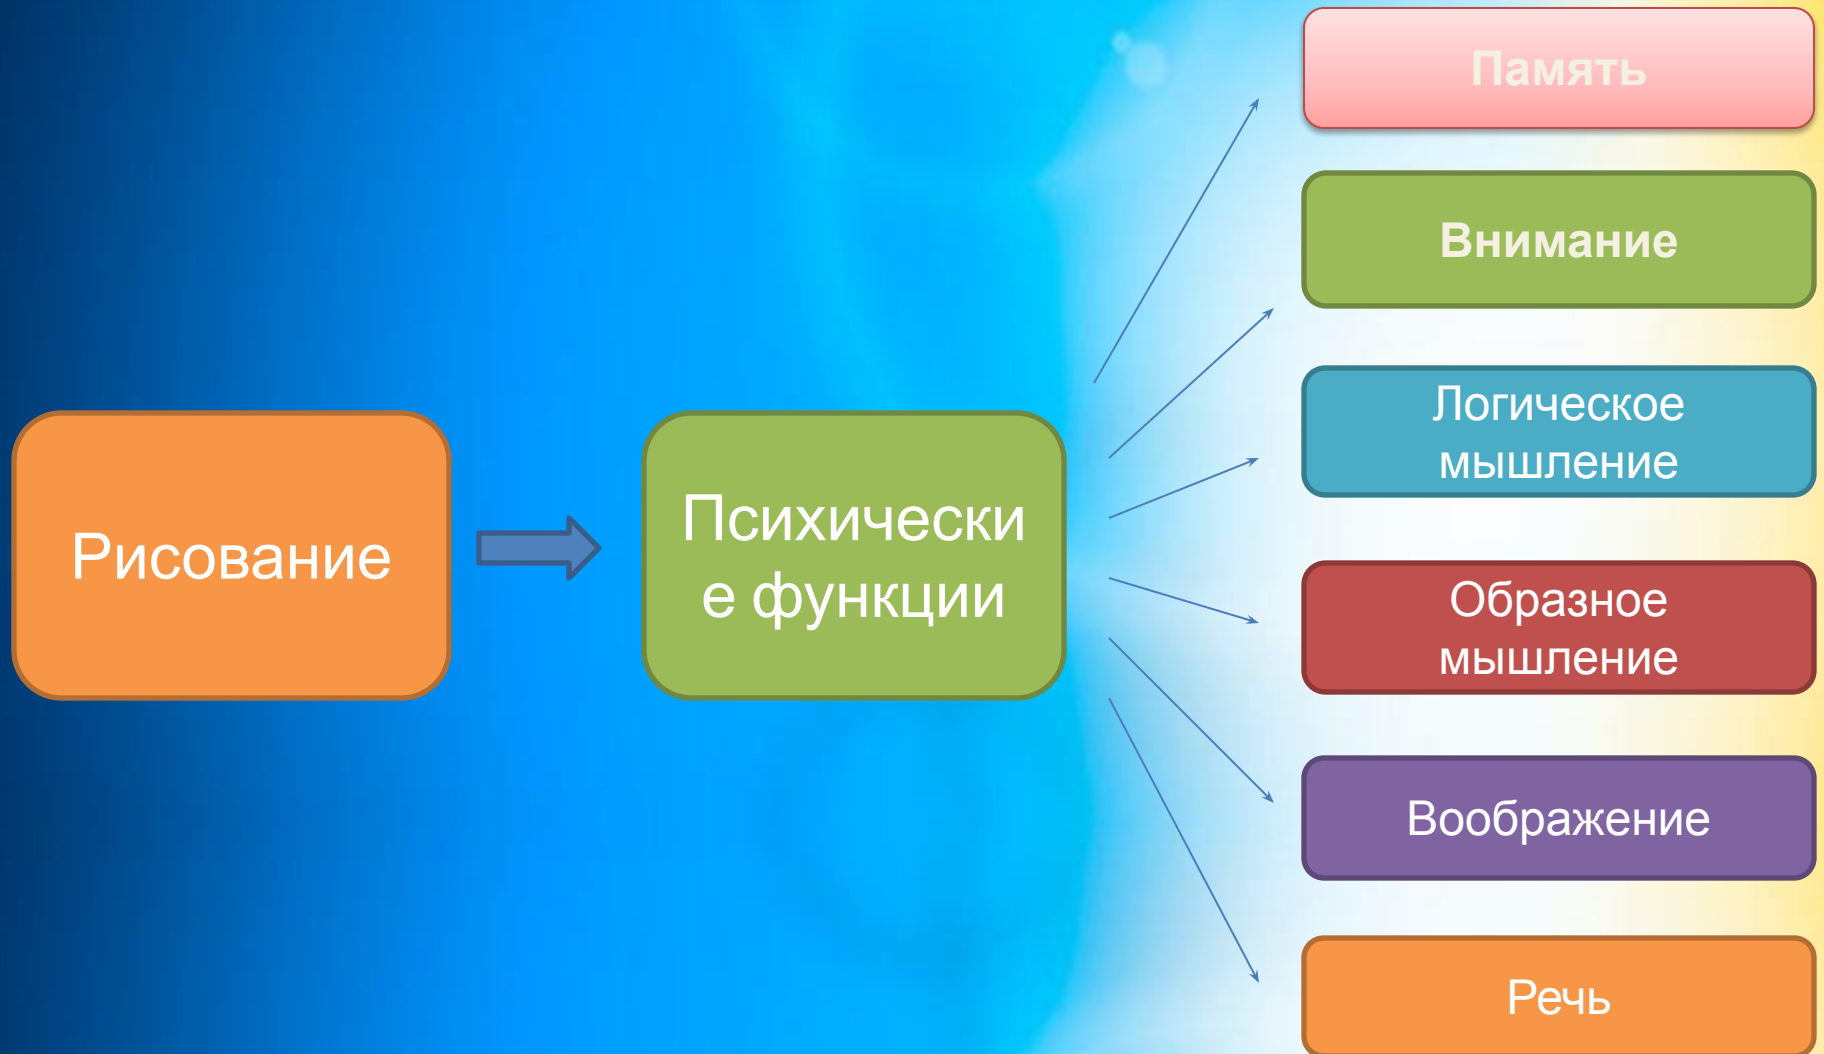 Рисование
Психически
е функции
Память
Внимание
Логическое
мышление
Образное
мышление
Воображение
Речь